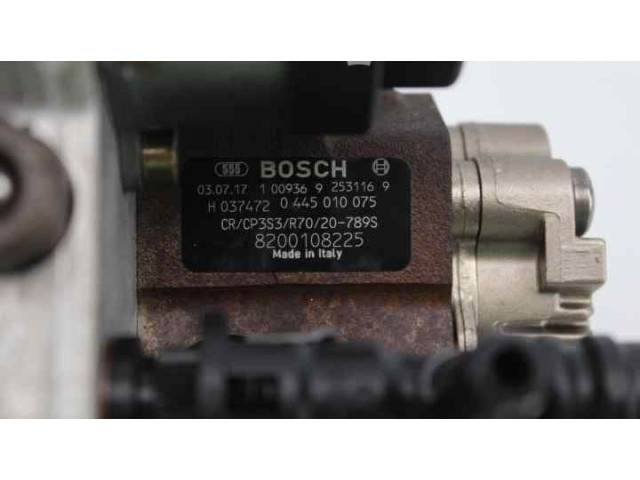 555 BOSCH
03.07.17 1 00936 9 253116 9
H 037472 0 445 010 075
CR/CP3S3/R70/20-789S
8200108225
Made in Italy